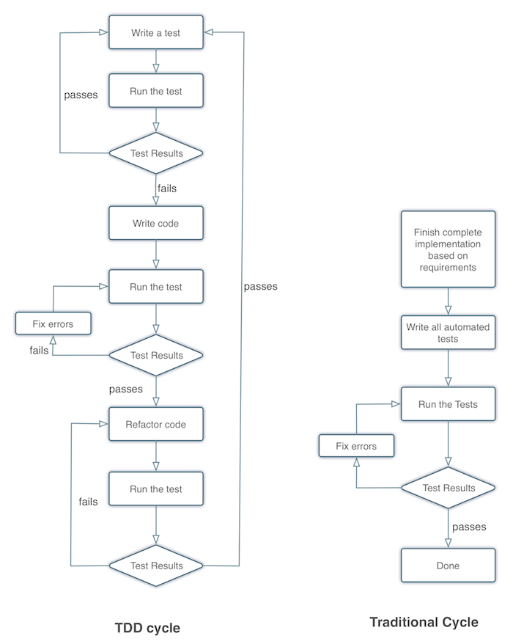 Write a test
Run the test
passes
Test Results
fails
Write code
Run the test
passes
Fix errors
fails
Test Results
passes
Refactor code
Run the test
fails
Test Results
TDD cycle
Finish complete
implementation
based on
requirements
Write all automated
tests
Run the Tests
Fix errors
Test Results
passes
Done
Traditional Cycle